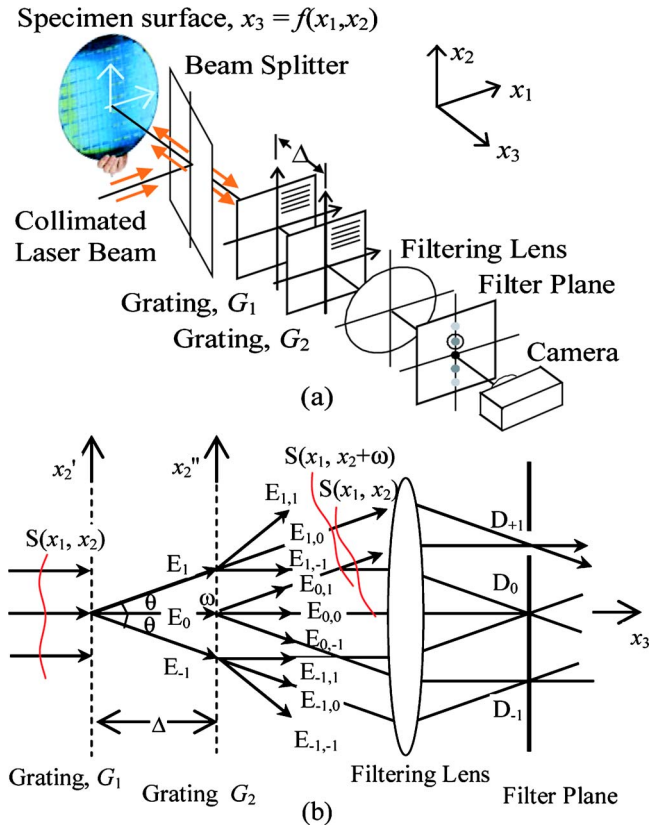 Specimen surface, x₃ = f(x₁,x₂)
Beam Splitter
x₂
x₁
x₃
Δ
Collimated
Laser Beam
Filtering Lens
Filter Plane
Grating, G₁
Grating, G₂
Camera
(a)
x₂'
x₂"
S(x₁, x₂+ω)
S(x₁, x₂)
E₁,₁
S(x₁, x₂)
E₁,₀
D₊₁
E₁
E₁,₋₁
θ
E₀
ω
E₀,₁
D₀
θ
E₀,₀
E₀,₋₁
x₃
E₋₁
E₋₁,₁
E₋₁,₀
D₋₁
Δ
E₋₁,₋₁
Grating, G₁
Grating G₂
Filtering Lens
Filter Plane
(b)